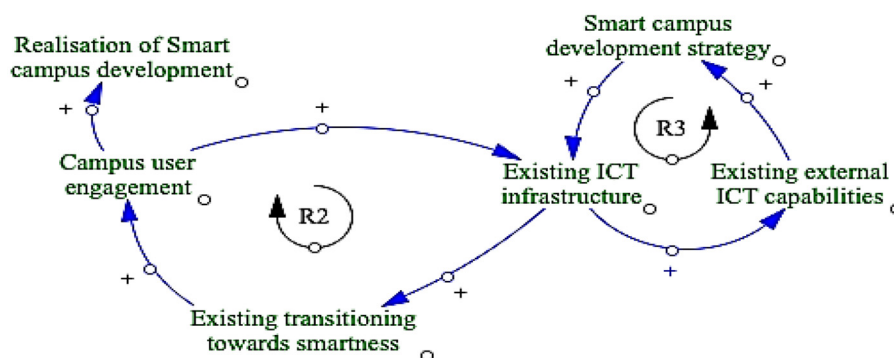 Realisation of Smart
campus development
Smart campus
development strategy
+
+
+
+
R3
Campus user
engagement
Existing ICT
infrastructure
Existing external
ICT capabilities
R2
+
+
+
Existing transitioning
towards smartness